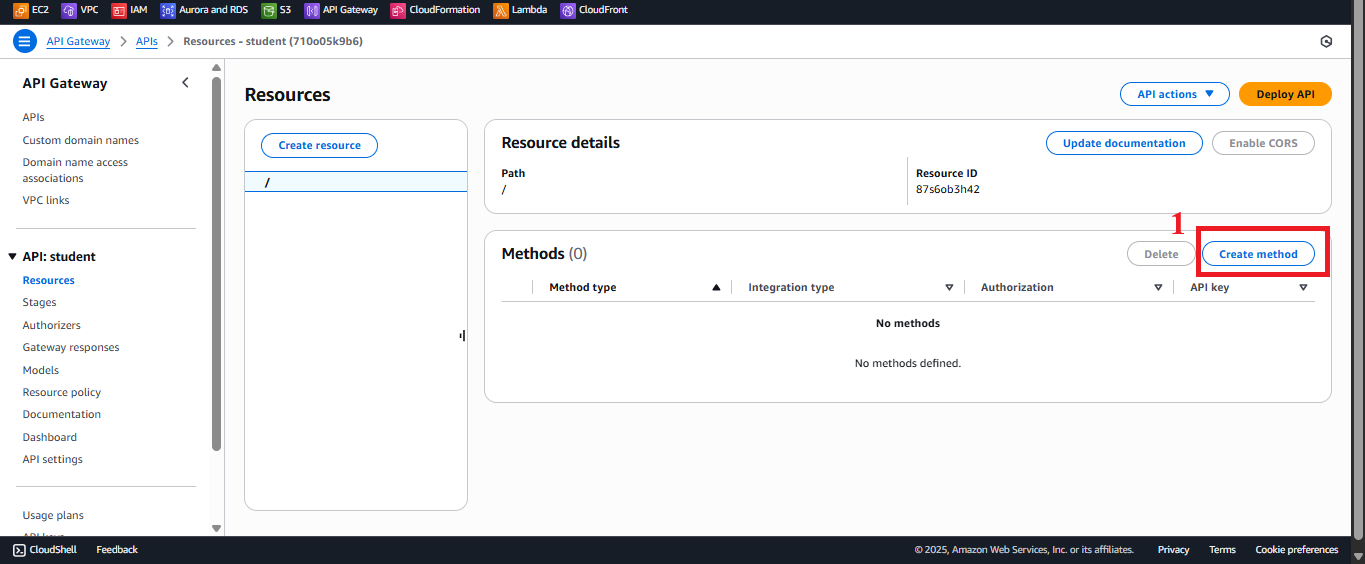 EC2 VPC IAM Aurora and RDS S3 API Gateway CloudFormation Lambda CloudFront
API Gateway > APIs > Resources - student (710o05k9b6)
API Gateway
APIs
Custom domain names
Domain name access
associations
VPC links
API: student
Resources
Stages
Authorizers
Gateway responses
Models
Resource policy
Documentation
Dashboard
API settings
Usage plans
API keys
Resources
API actions
Deploy API
Create resource
/
Resource details
Update documentation
Enable CORS
Path
/
Resource ID
87s6ob3h42
1
Methods (0)
Delete
Create method
Method type Integration type Authorization API key
No methods
No methods defined.
CloudShell Feedback
© 2025, Amazon Web Services, Inc. or its affiliates. Privacy Terms Cookie preferences